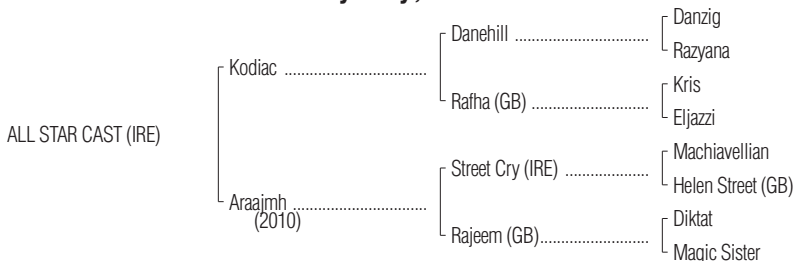 Danzig
Danehill ..................................
Razyana
Kodiac ...................................
Kris
Rafha (GB) .............................
Eljazzi
ALL STAR CAST (IRE)
Machiavellian
Street Cry (IRE) .....................
Helen Street (GB)
Araajmh .................................
(2010)
Diktat
Rajeem (GB)...........................
Magic Sister